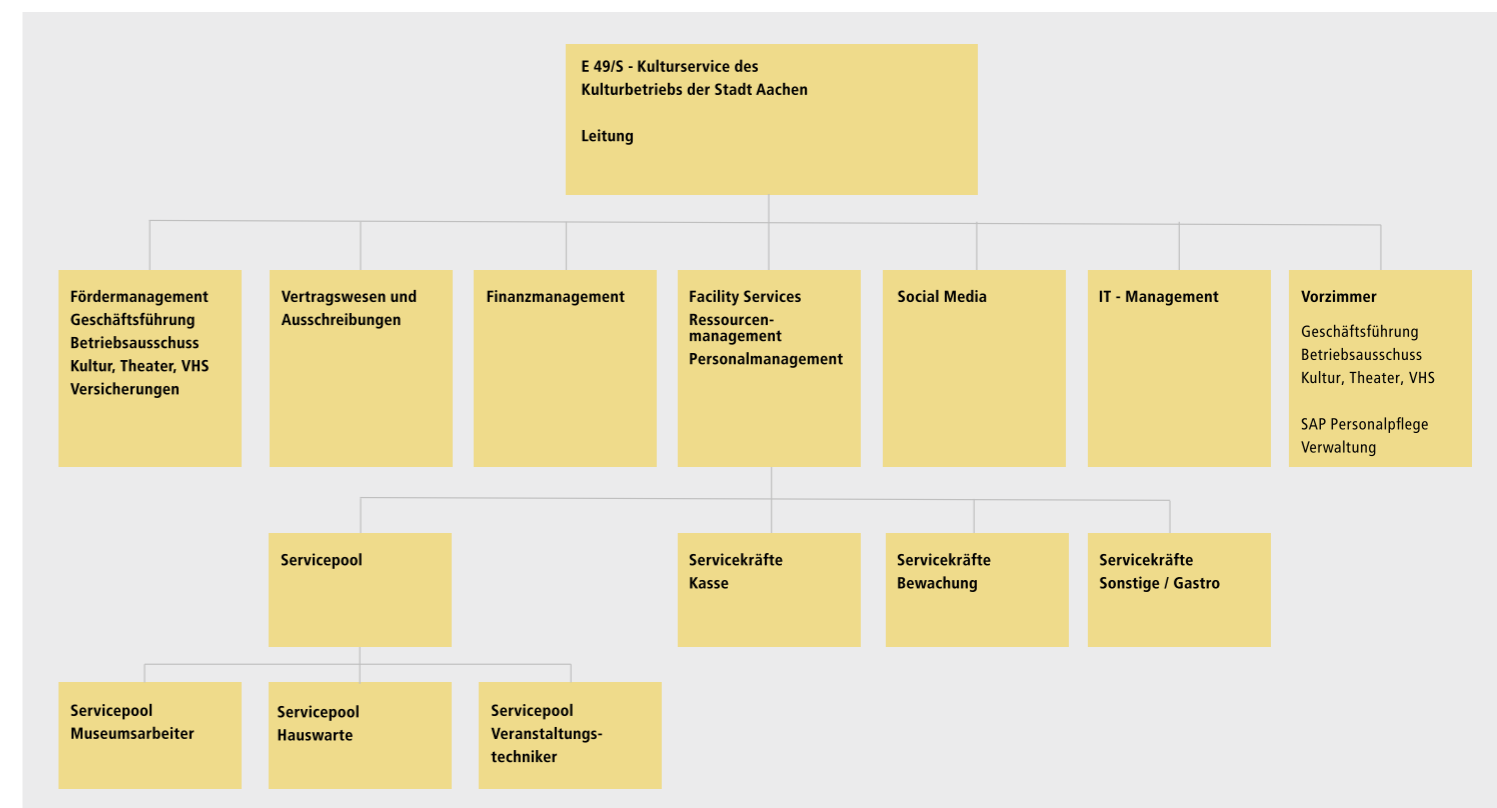 E 49/S - Kulturservice des
Kulturbetriebs der Stadt Aachen
Leitung
Fördermanagement
Geschäftsführung
Betriebsausschuss
Kultur, Theater, VHS
Versicherungen
Vertragswesen und
Ausschreibungen
Finanzmanagement
Facility Services
Ressourcen-
management
Personalmanagement
Social Media
IT - Management
Vorzimmer
Geschäftsführung
Betriebsausschuss
Kultur, Theater, VHS
SAP Personalpflege
Verwaltung
Servicepool
Servicekräfte
Kasse
Servicekräfte
Bewachung
Servicekräfte
Sonstige / Gastro
Servicepool
Museumsarbeiter
Servicepool
Hauswarte
Servicepool
Veranstaltungs-
techniker